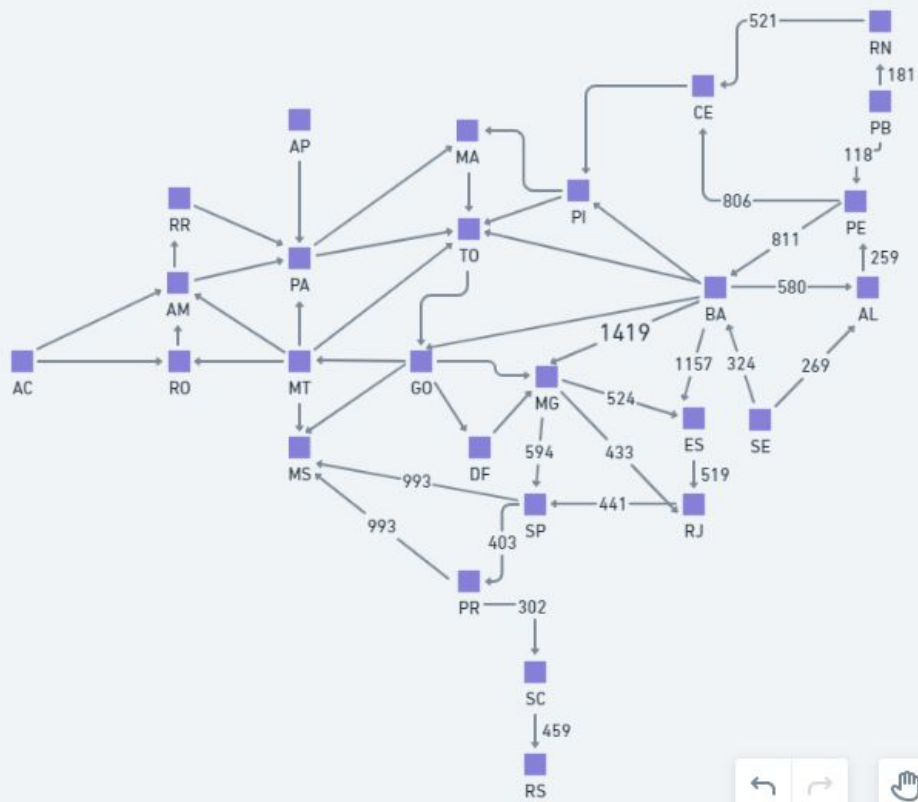 521
RN
181
CE
PB
AP
MA
118
RR
PI
806
PE
TO
811
259
PA
AM
580
BA
AL
1419
1157
324
269
AC
RO
MT
GO
MG
524
ES
SE
594
433
MS
DF
519
993
441
SP
RJ
993
403
PR
302
SC
459
RS